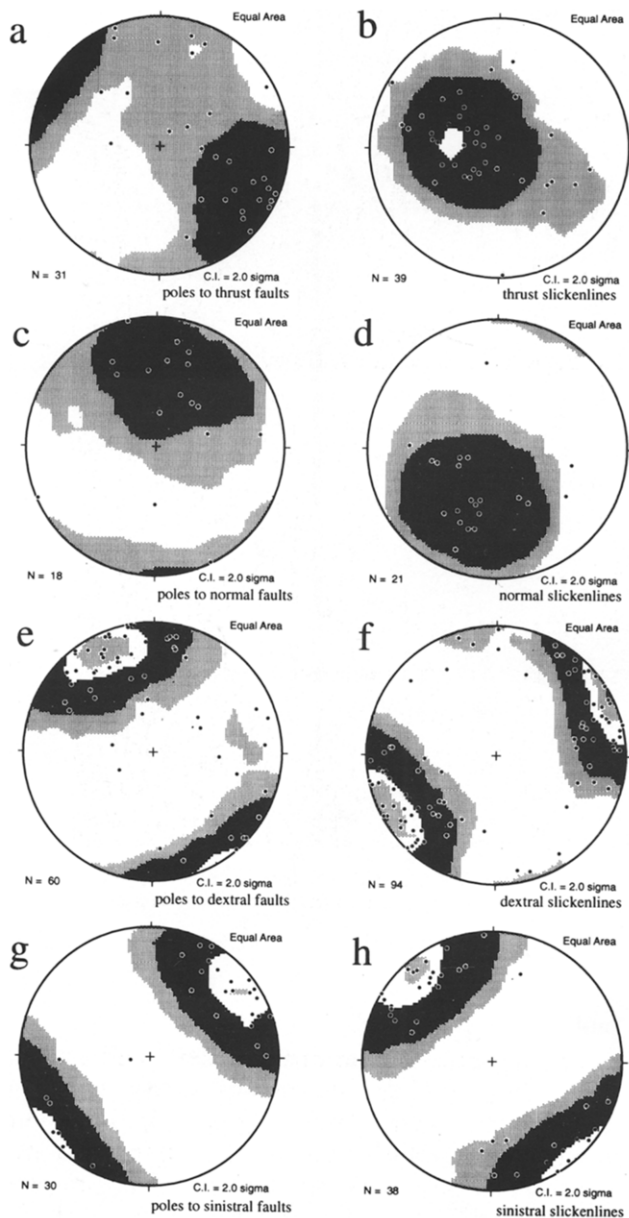 a
Equal Area
N = 31
C.I. = 2.0 sigma
poles to thrust faults
b
Equal Area
N = 39
C.I. = 2.0 sigma
thrust slickenlines
c
Equal Area
N = 18
C.I. = 2.0 sigma
poles to normal faults
d
Equal Area
N = 21
C.I. = 2.0 sigma
normal slickenlines
e
Equal Area
N = 60
C.I. = 2.0 sigma
poles to dextral faults
f
Equal Area
N = 94
C.I. = 2.0 sigma
dextral slickenlines
g
Equal Area
N = 30
C.I. = 2.0 sigma
poles to sinistral faults
h
Equal Area
N = 38
C.I. = 2.0 sigma
sinistral slickenlines